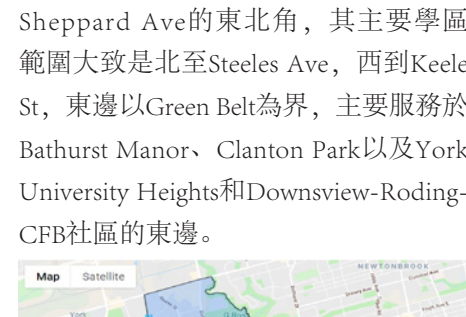 Sheppard Ave的東北角，其主要學區
範圍大致是北至Steeles Ave，西到Keele
St，東邊以Green Belt為界，主要服務於
Bathurst Manor、Clanton Park以及York
University Heights和Downsview-Roding-
CFB社區的東邊。
Map Satellite
NEWTONBROOK
York